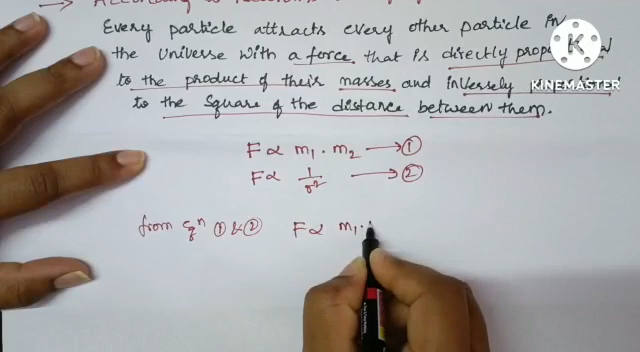 Every particle attracts every other particle in
the Universe with a force that is directly
to the product of their masses and inversely
to the square of the distance between them.
F ∝ m₁ . m₂ → ①
F ∝ 1/r² → ②
from eqⁿ ① & ② F ∝ m₁ .
K
KINEMASTER